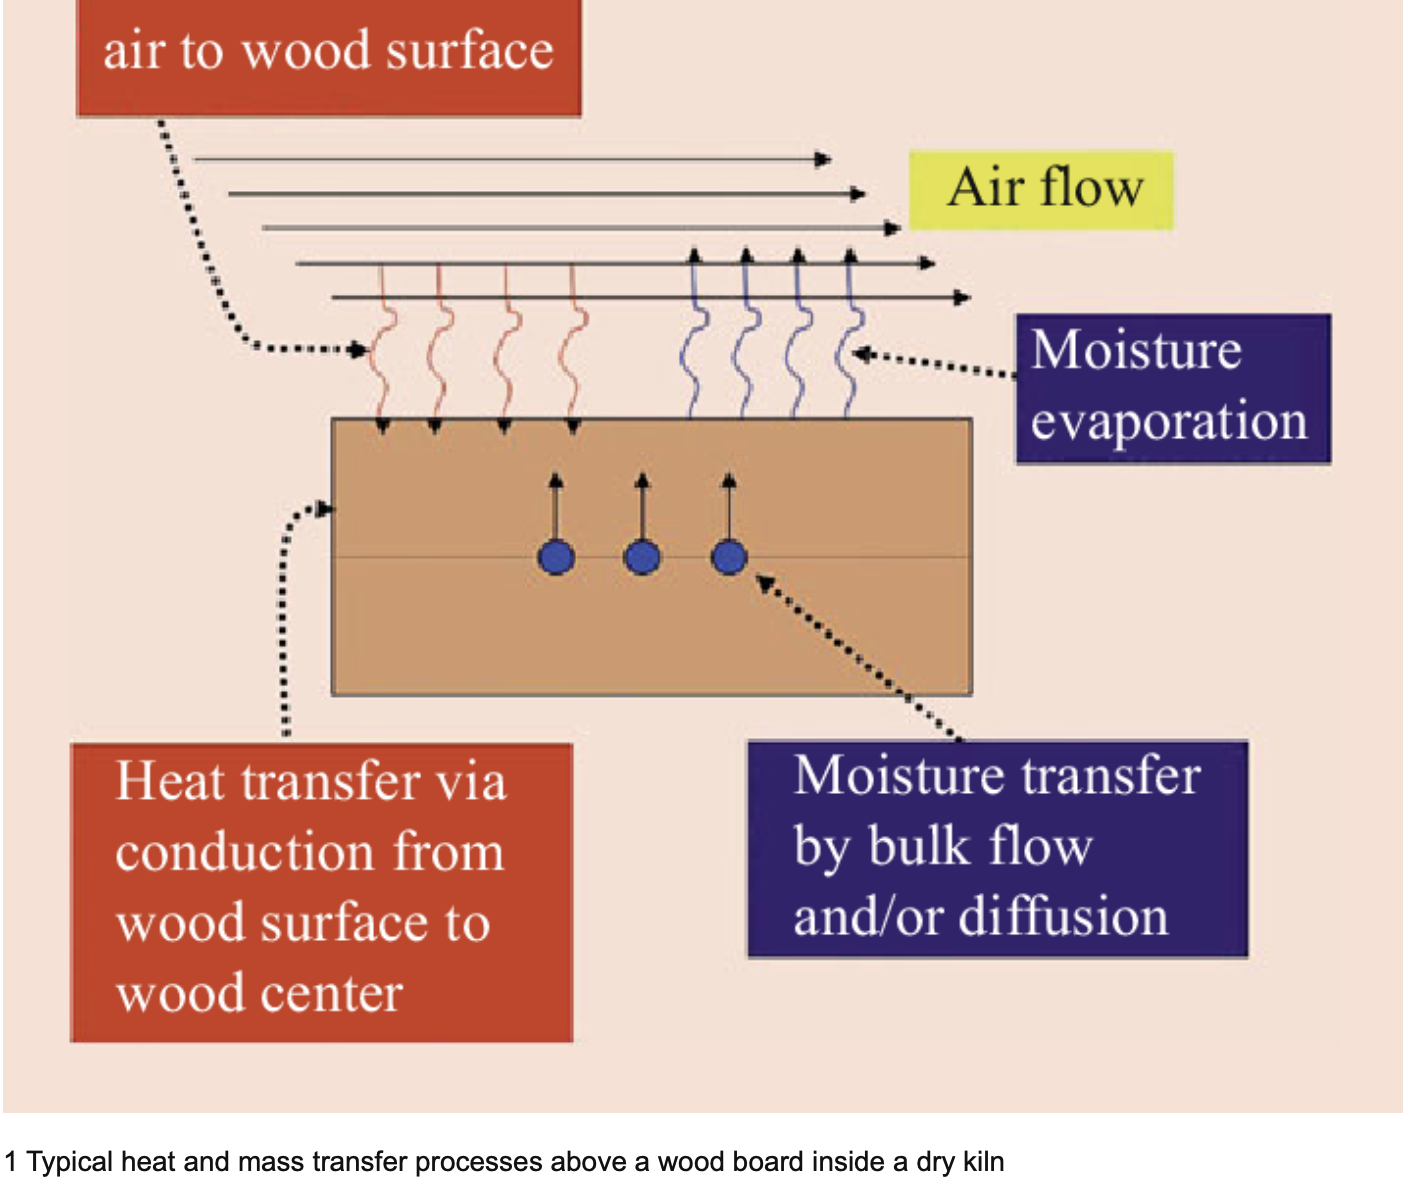 air to wood surface
Air flow
Moisture
evaporation
Heat transfer via
conduction from
wood surface to
wood center
Moisture transfer
by bulk flow
and/or diffusion
1 Typical heat and mass transfer processes above a wood board inside a dry kiln